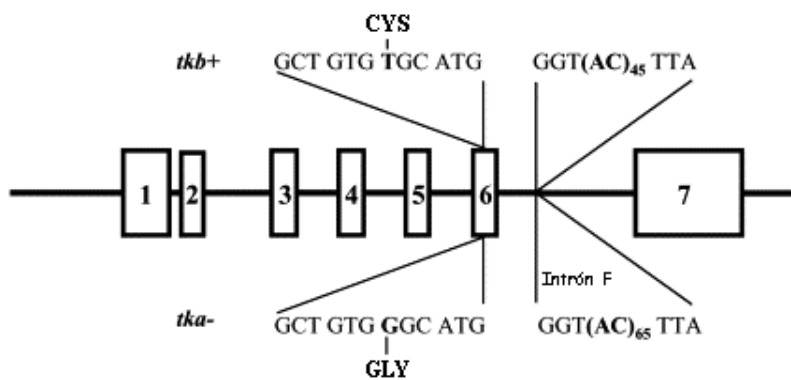 CYS
tkb+ GCT GTG TGC ATG GGT(AC)45 TTA
1 2 3 4 5 6 7
Intrón F
tka- GCT GTG GGC ATG GGT(AC)65 TTA
GLY